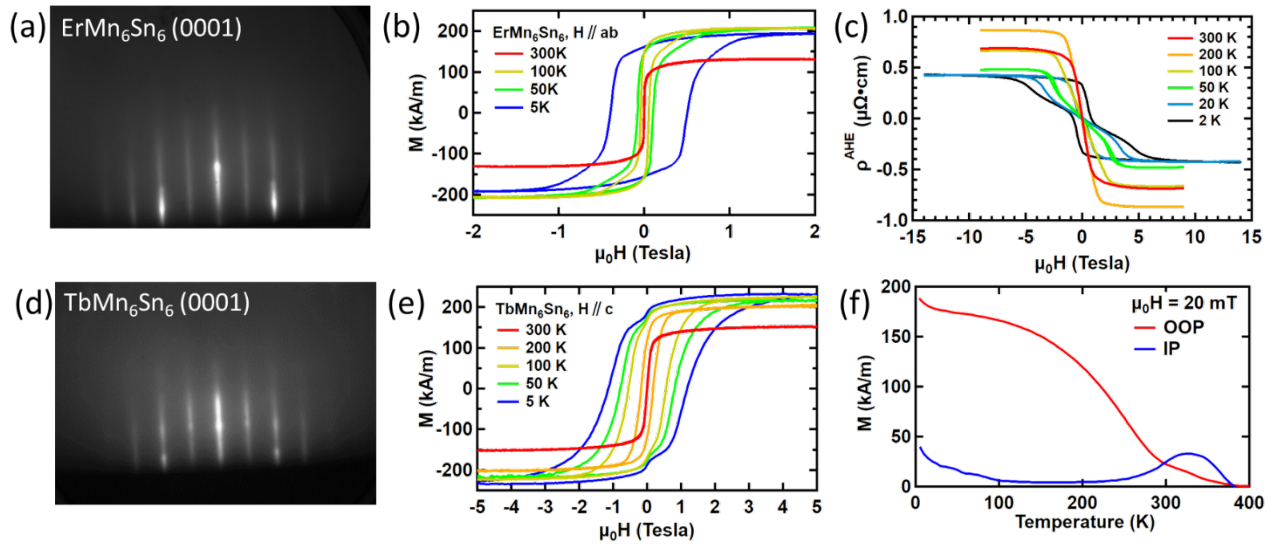 (a)
ErMn₆Sn₆ (0001)
(b)
ErMn₆Sn₆, H // ab
300K
100K
50K
5K
M (kA/m)
200
100
0
-100
-200
-2
-1
0
1
2
μ₀H (Tesla)
(c)
300 K
200 K
100 K
50 K
20 K
2 K
ρᴬᴴᴱ (μΩ•cm)
1.0
0.5
0.0
-0.5
-1.0
-15
-10
-5
0
5
10
15
μ₀H (Tesla)
(d)
TbMn₆Sn₆ (0001)
(e)
TbMn₆Sn₆, H // c
300 K
200 K
100 K
50 K
5 K
M (kA/m)
200
100
0
-100
-200
-5
-4
-3
-2
-1
0
1
2
3
4
5
μ₀H (Tesla)
(f)
μ₀H = 20 mT
OOP
IP
M (kA/m)
200
150
100
50
0
0
100
200
300
400
Temperature (K)